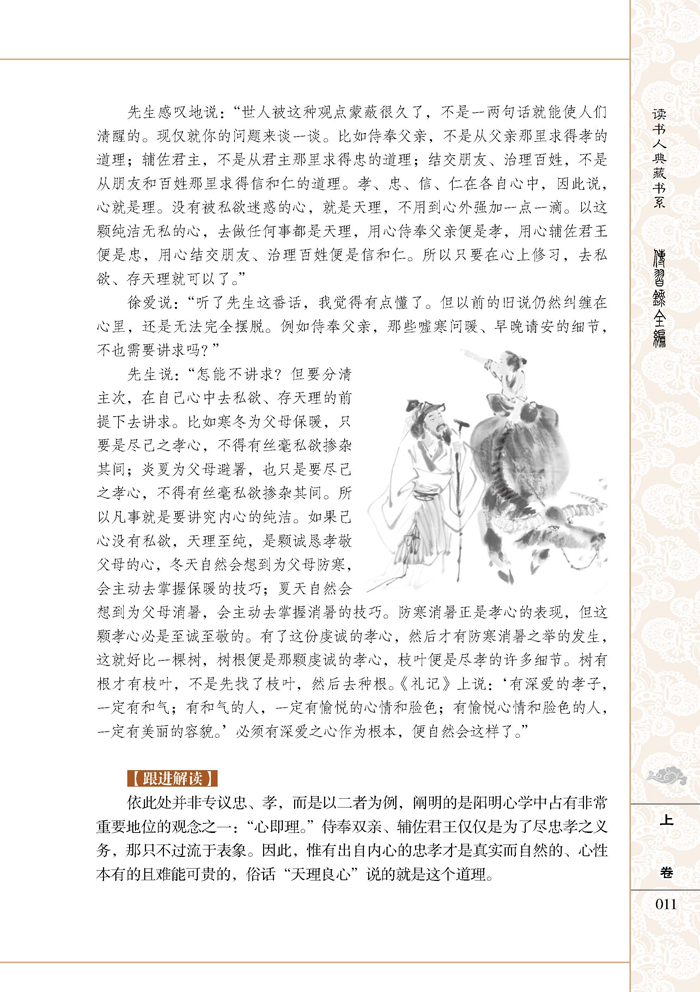 先生感叹地说：“世人被这种观点蒙蔽很久了，不是一两句话就能使人们
清醒的。现仅就你的问题来谈一谈。比如侍奉父亲，不是从父亲那里求得孝的
道理；辅佐君主，不是从君主那里求得忠的道理；结交朋友、治理百姓，不是
从朋友和百姓那里求得信和仁的道理。孝、忠、信、仁在各自心中，因此说，
心就是理。没有被私欲迷惑的心，就是天理，不用到心外强加一点一滴。以这
颗纯洁无私的心，去做任何事都是天理，用心侍奉父亲便是孝，用心辅佐君王
便是忠，用心结交朋友、治理百姓便是信和仁。所以只要在心上修习，去私
欲、存天理就可以了。”
徐爱说：“听了先生这番话，我觉得有点懂了。但以前的旧说仍然纠缠在
心里，还是无法完全摆脱。例如侍奉父亲，那些嘘寒问暖、早晚请安的细节，
不也需要讲求吗？”
先生说：“怎能不讲求？但要分清
主次，在自己心中去私欲、存天理的前
提下去讲求。比如寒冬为父母保暖，只
要是尽己之孝心，不得有丝毫私欲掺杂
其间；炎夏为父母避暑，也只是要尽己
之孝心，不得有丝毫私欲掺杂其间。所
以凡事就是要讲究内心的纯洁。如果己
心没有私欲，天理至纯，是颗诚恳孝敬
父母的心，冬天自然会想到为父母防寒，
会主动去掌握保暖的技巧；夏天自然会
想到为父母消暑，会主动去掌握消暑的技巧。防寒消暑正是孝心的表现，但这
颗孝心必是至诚至敬的。有了这份虔诚的孝心，然后才有防寒消暑之举的发生，
这就好比一棵树，树根便是那颗虔诚的孝心，枝叶便是尽孝的许多细节。树有
根才有枝叶，不是先找了枝叶，然后去种根。《礼记》上说：‘有深爱的孝子，
一定有和气；有和气的人，一定有愉悦的心情和脸色；有愉悦心情和脸色的人，
一定有美丽的容貌。’必须有深爱之心作为根本，便自然会这样了。”
【跟进解读】
依此处并非专议忠、孝，而是以二者为例，阐明的是阳明心学中占有非常
重要地位的观念之一：“心即理。”侍奉双亲、辅佐君王仅仅是为了尽忠孝之义
务，那只不过流于表象。因此，惟有出自内心的忠孝才是真实而自然的、心性
本有的且难能可贵的，俗话“天理良心”说的就是这个道理。
读书人典藏书系
傳習錄全編
上卷
011